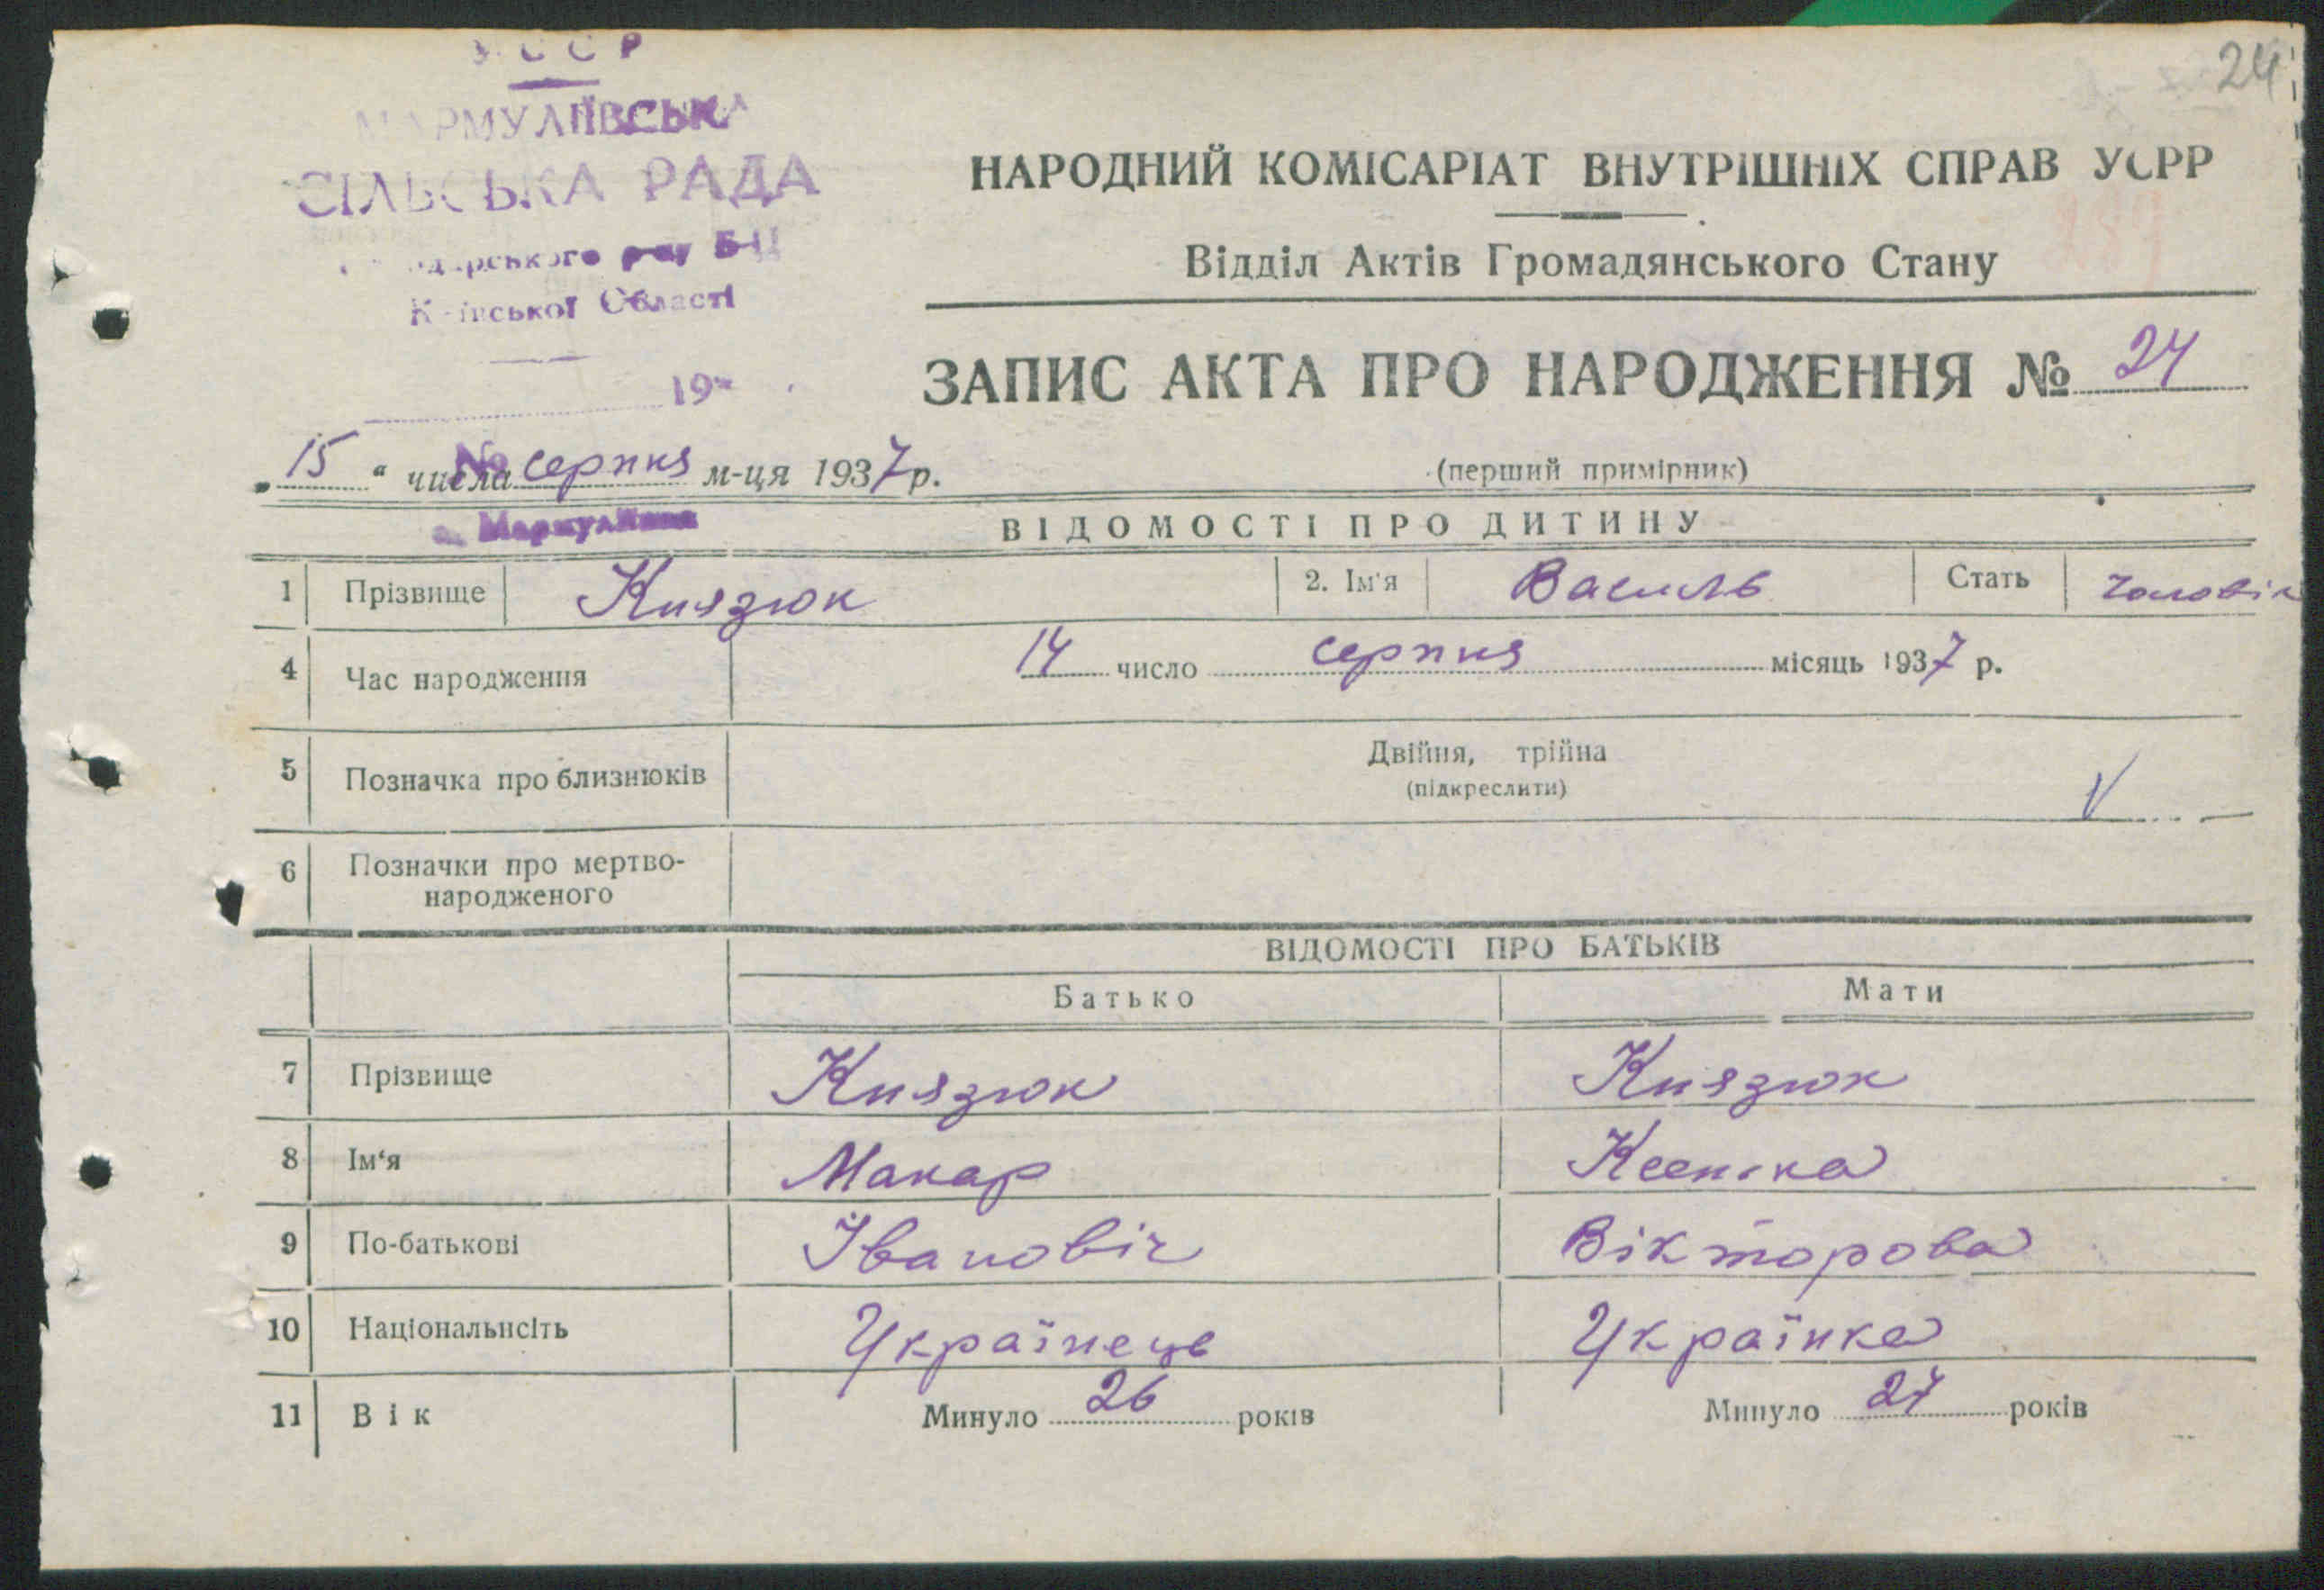 УССР
МАРМУЛІЇВСЬКА
СІЛЬСЬКА РАДА
Київської Області
24
19
№
с. Мармуліївка
НАРОДНИЙ КОМІСАРІАТ ВНУТРІШНІХ СПРАВ УСРР
Відділ Актів Громадянського Стану
ЗАПИС АКТА ПРО НАРОДЖЕННЯ № 24
„15“ числа серпня м-ця 1937 р.
(перший примірник)
ВІДОМОСТІ ПРО ДИТИНУ
1 Прізвище Князюк 2. Ім'я Василь Стать чоловік
4 Час народження 14 число серпня місяць 1937 р.
5 Позначка про близнюків Двійня, трійна
(підкреслити)
6 Позначки про мертво-
народженого
ВІДОМОСТІ ПРО БАТЬКІВ
Батько Мати
7 Прізвище Князюк Князюк
8 Ім‘я Макар
9 По-батькові Івановіч Вікторова
10 Національнсіть Українець Українка
11 Вік Минуло 26 років Минуло 27 років